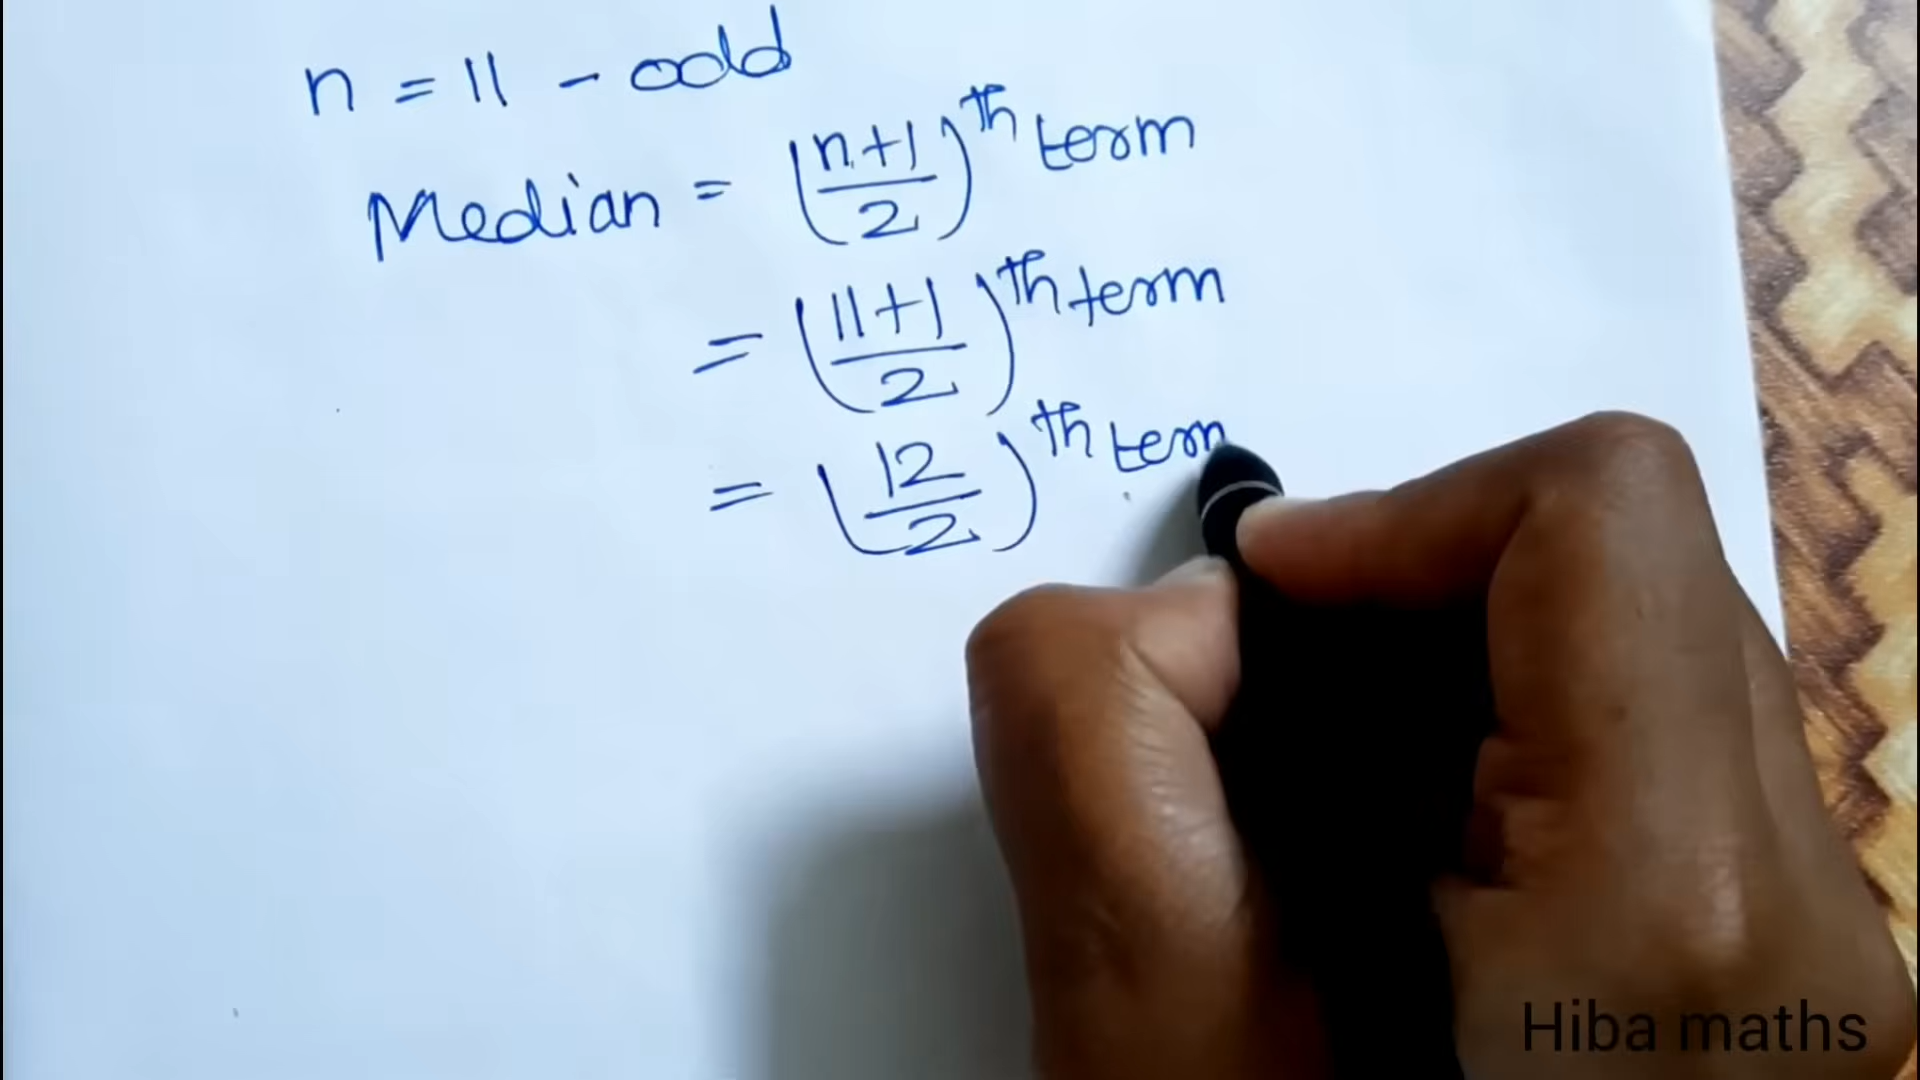 n = 11 - odd
Median = (n+1/2)th term
= (11+1/2)th term
= (12/2)th term
Hiba maths